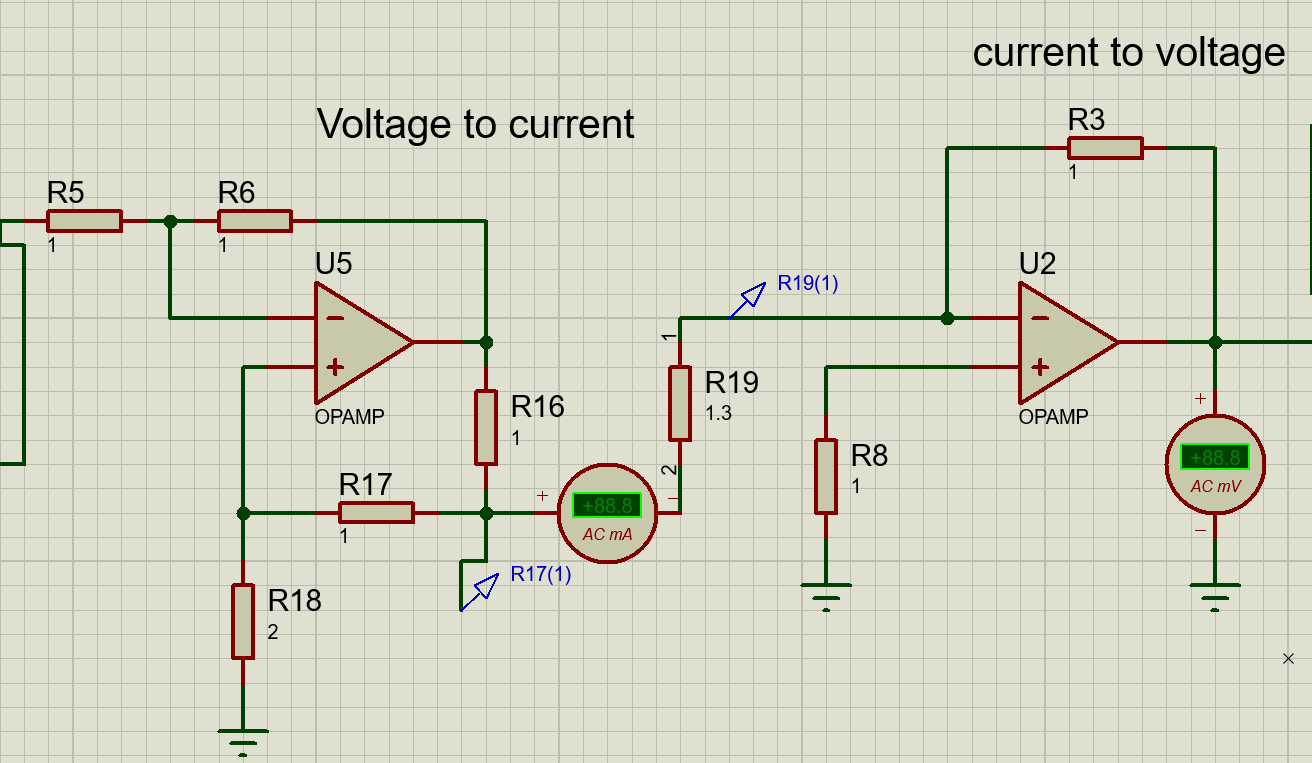 current to voltage
Voltage to current
R3
1
R5
1
R6
1
U5
OPAMP
R19(1)
U2
OPAMP
1
R19
1.3
2
R16
1
R8
1
+
+88.8
AC mV
−
R17
1
+
+88.8
AC mA
−
R17(1)
R18
2